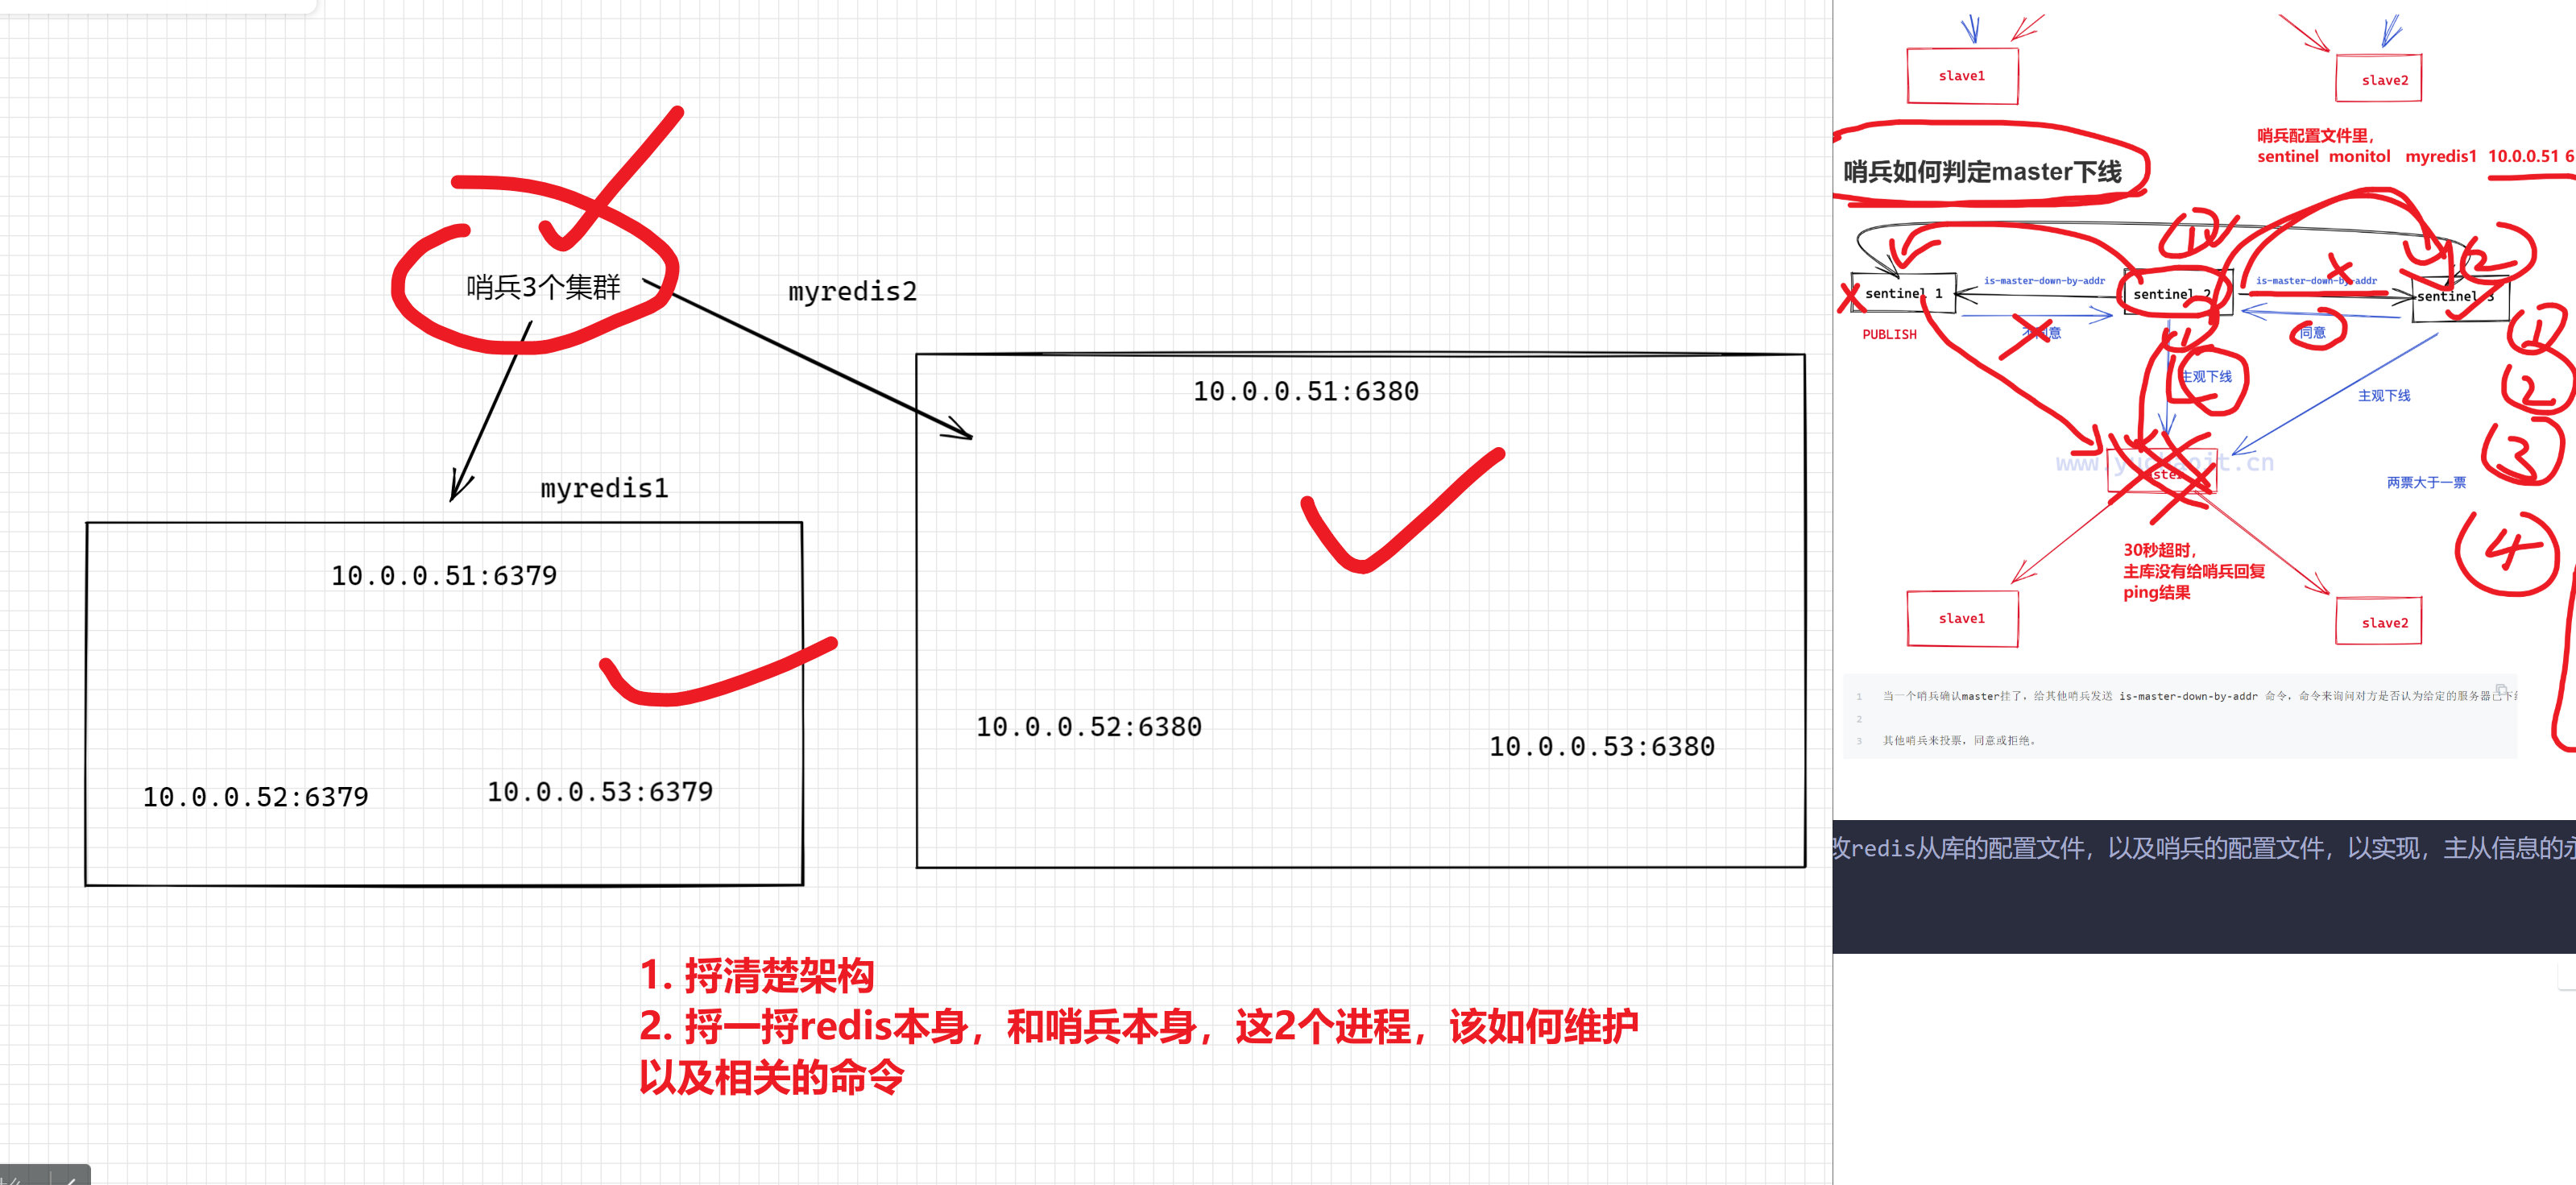 哨兵3个集群
myredis2
10.0.0.51:6380
myredis1
10.0.0.51:6379
10.0.0.52:6380
10.0.0.53:6380
10.0.0.52:6379
10.0.0.53:6379
1. 捋清楚架构
2. 捋一捋redis本身，和哨兵本身，这2个进程，该如何维护
以及相关的命令
slave1
slave2
哨兵配置文件里，
sentinel monitol myredis1 10.0.0.51 6
哨兵如何判定master下线
1
2
is-master-down-by-addr
is-master-down-by-addr
sentinel 1
sentinel 2
sentinel 3
PUBLISH
同意
1
主观下线
2
主观下线
3
www.yuchaoit.cn
两票大于一票
4
30秒超时，
主库没有给哨兵回复
ping结果
slave1
slave2
1 当一个哨兵确认master挂了，给其他哨兵发送 is-master-down-by-addr 命令，命令来询问对方是否认为给定的服务器已下
2
3 其他哨兵来投票，同意或拒绝。
改redis从库的配置文件，以及哨兵的配置文件，以实现，主从信息的